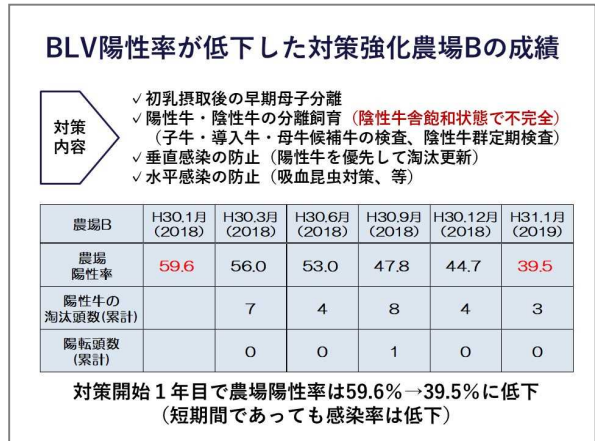 BLV陽性率が低下した対策強化農場Bの成績
対策
内容
✓初乳摂取後の早期母子分離
✓陽性牛・陰性牛の分離飼育（陰性牛舎飽和状態で不完全）
（子牛・導入牛・母牛候補牛の検査、陰性牛群定期検査）
✓垂直感染の防止（陽性牛を優先して淘汰更新）
✓水平感染の防止（吸血昆虫対策、等）
農場B H30.1月（2018） H30.3月（2018） H30.6月（2018） H30.9月（2018） H30.12月（2018） H31.1月（2019）
農場陽性率 59.6 56.0 53.0 47.8 44.7 39.5
陽性牛の淘汰頭数(累計) 7 4 8 4 3
陽転頭数(累計) 0 0 1 0 0
対策開始１年目で農場陽性率は59.6%→39.5%に低下
（短期間であっても感染率は低下）